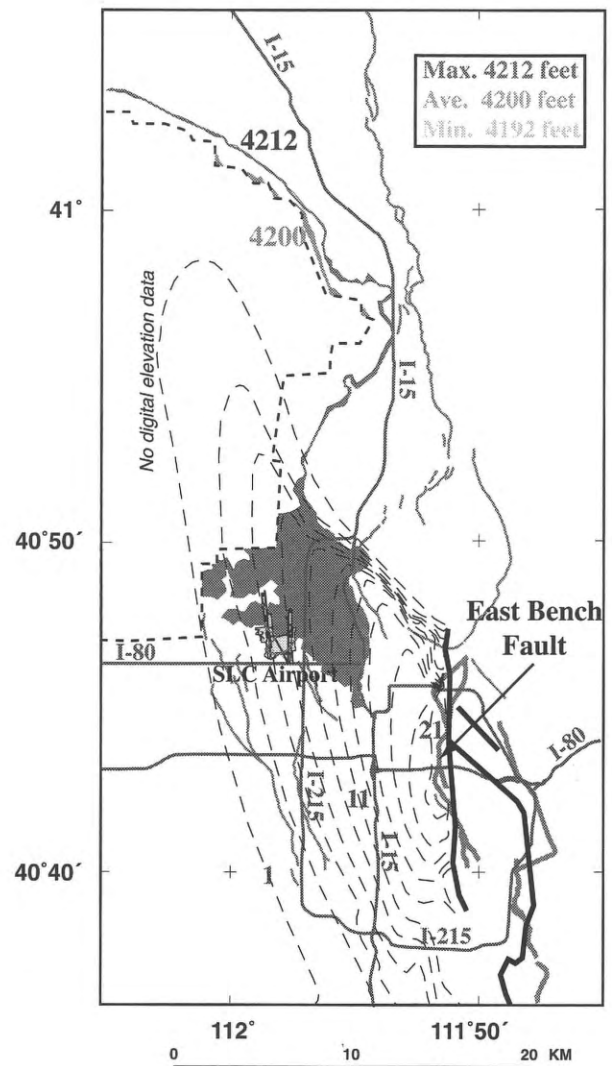 I-15
Max. 4212 feet
Ave. 4200 feet
Min. 4192 feet
4212
41°
4200
No digital elevation data
I-15
40°50´
East Bench
Fault
I-80
SLC Airport
21
I-80
I-215
11
I-15
40°40´
1
I-215
112°
111°50´
0
10
20 KM